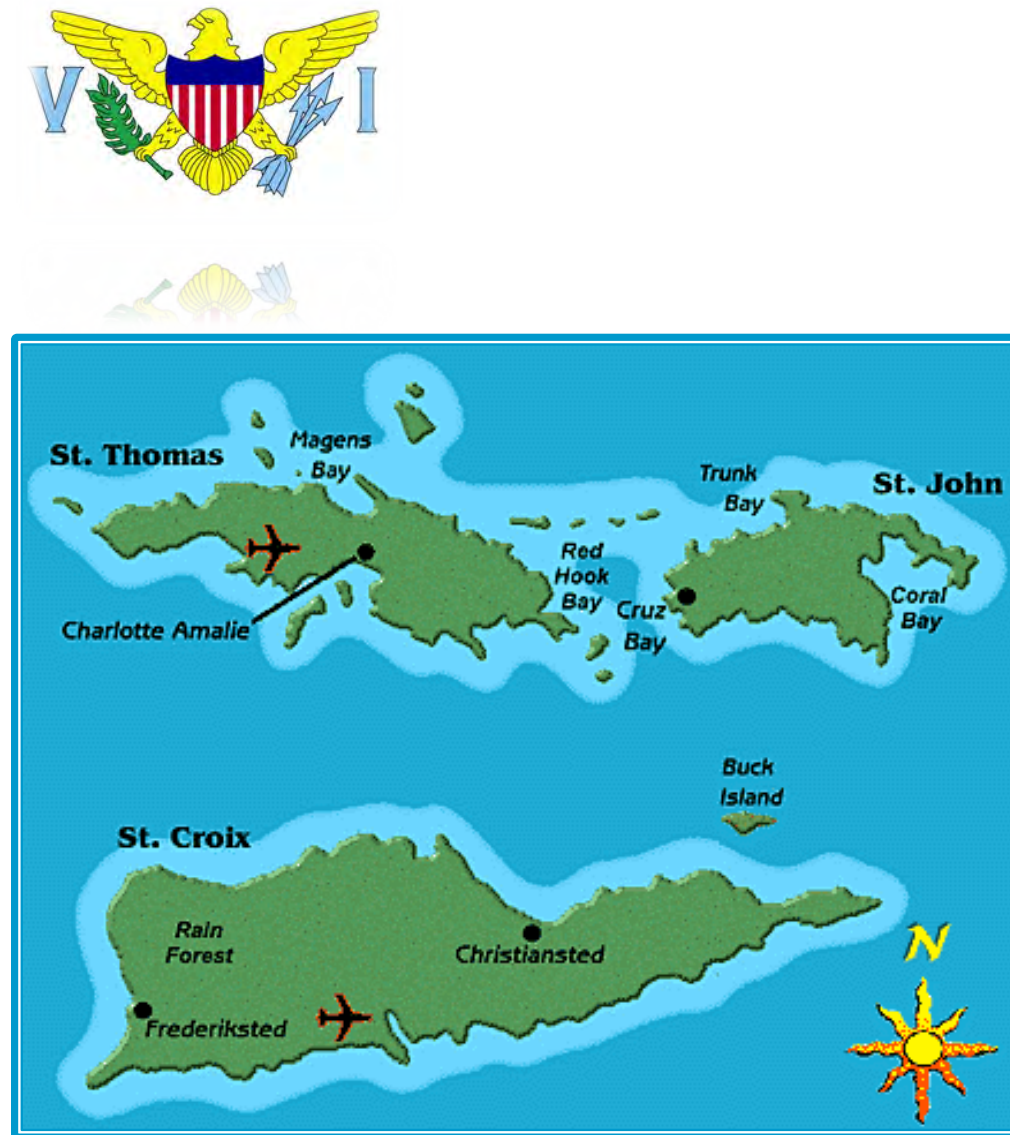 V I
St. Thomas
Magens
Bay
Trunk
Bay
St. John
Red
Hook
Bay
Cruz
Bay
Coral
Bay
Charlotte Amalie
Buck
Island
St. Croix
Rain
Forest
Christiansted
Frederiksted
N